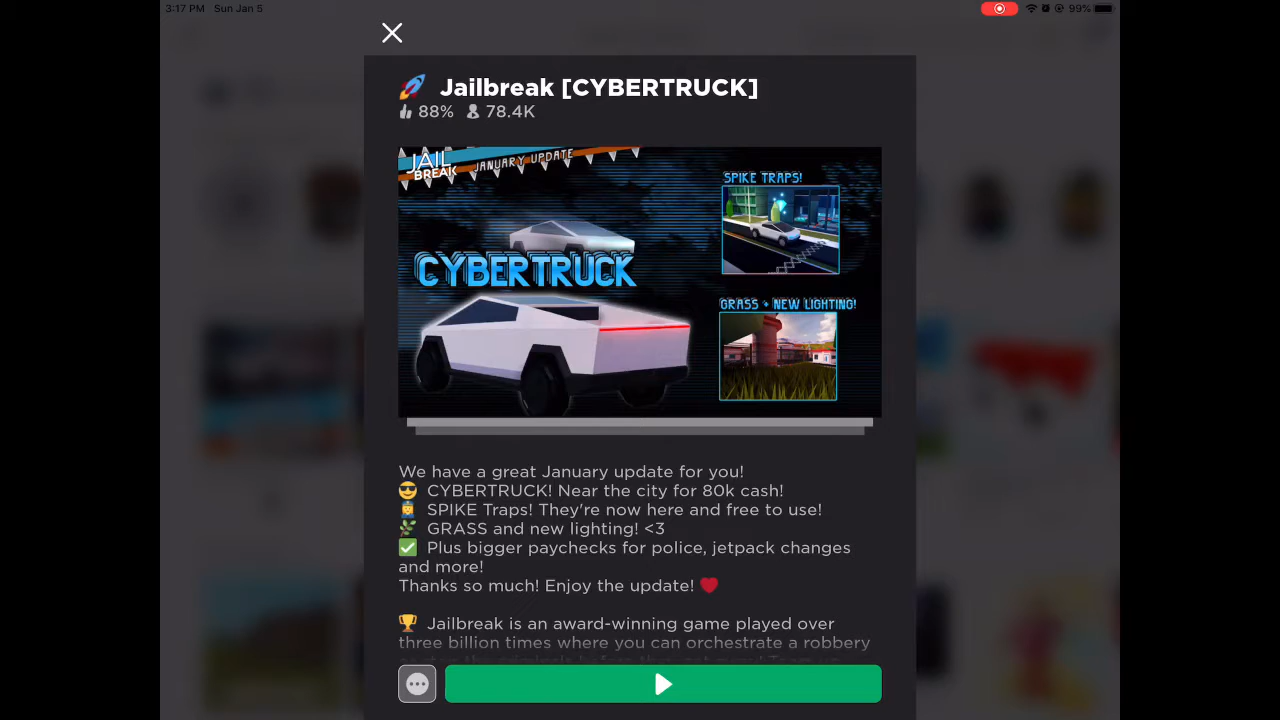 3:17 PM Sun Jan 5
99%
🚀 Jailbreak [CYBERTRUCK]
88% 78.4K
JAIL BREAK JANUARY UPDATE
SPIKE TRAPS!
CYBERTRUCK
GRASS + NEW LIGHTING!
We have a great January update for you!
😎 CYBERTRUCK! Near the city for 80k cash!
👮 SPIKE Traps! They're now here and free to use!
🌿 GRASS and new lighting! <3
✅ Plus bigger paychecks for police, jetpack changes
and more!
Thanks so much! Enjoy the update! ❤️
🏆 Jailbreak is an award-winning game played over
three billion times where you can orchestrate a robbery